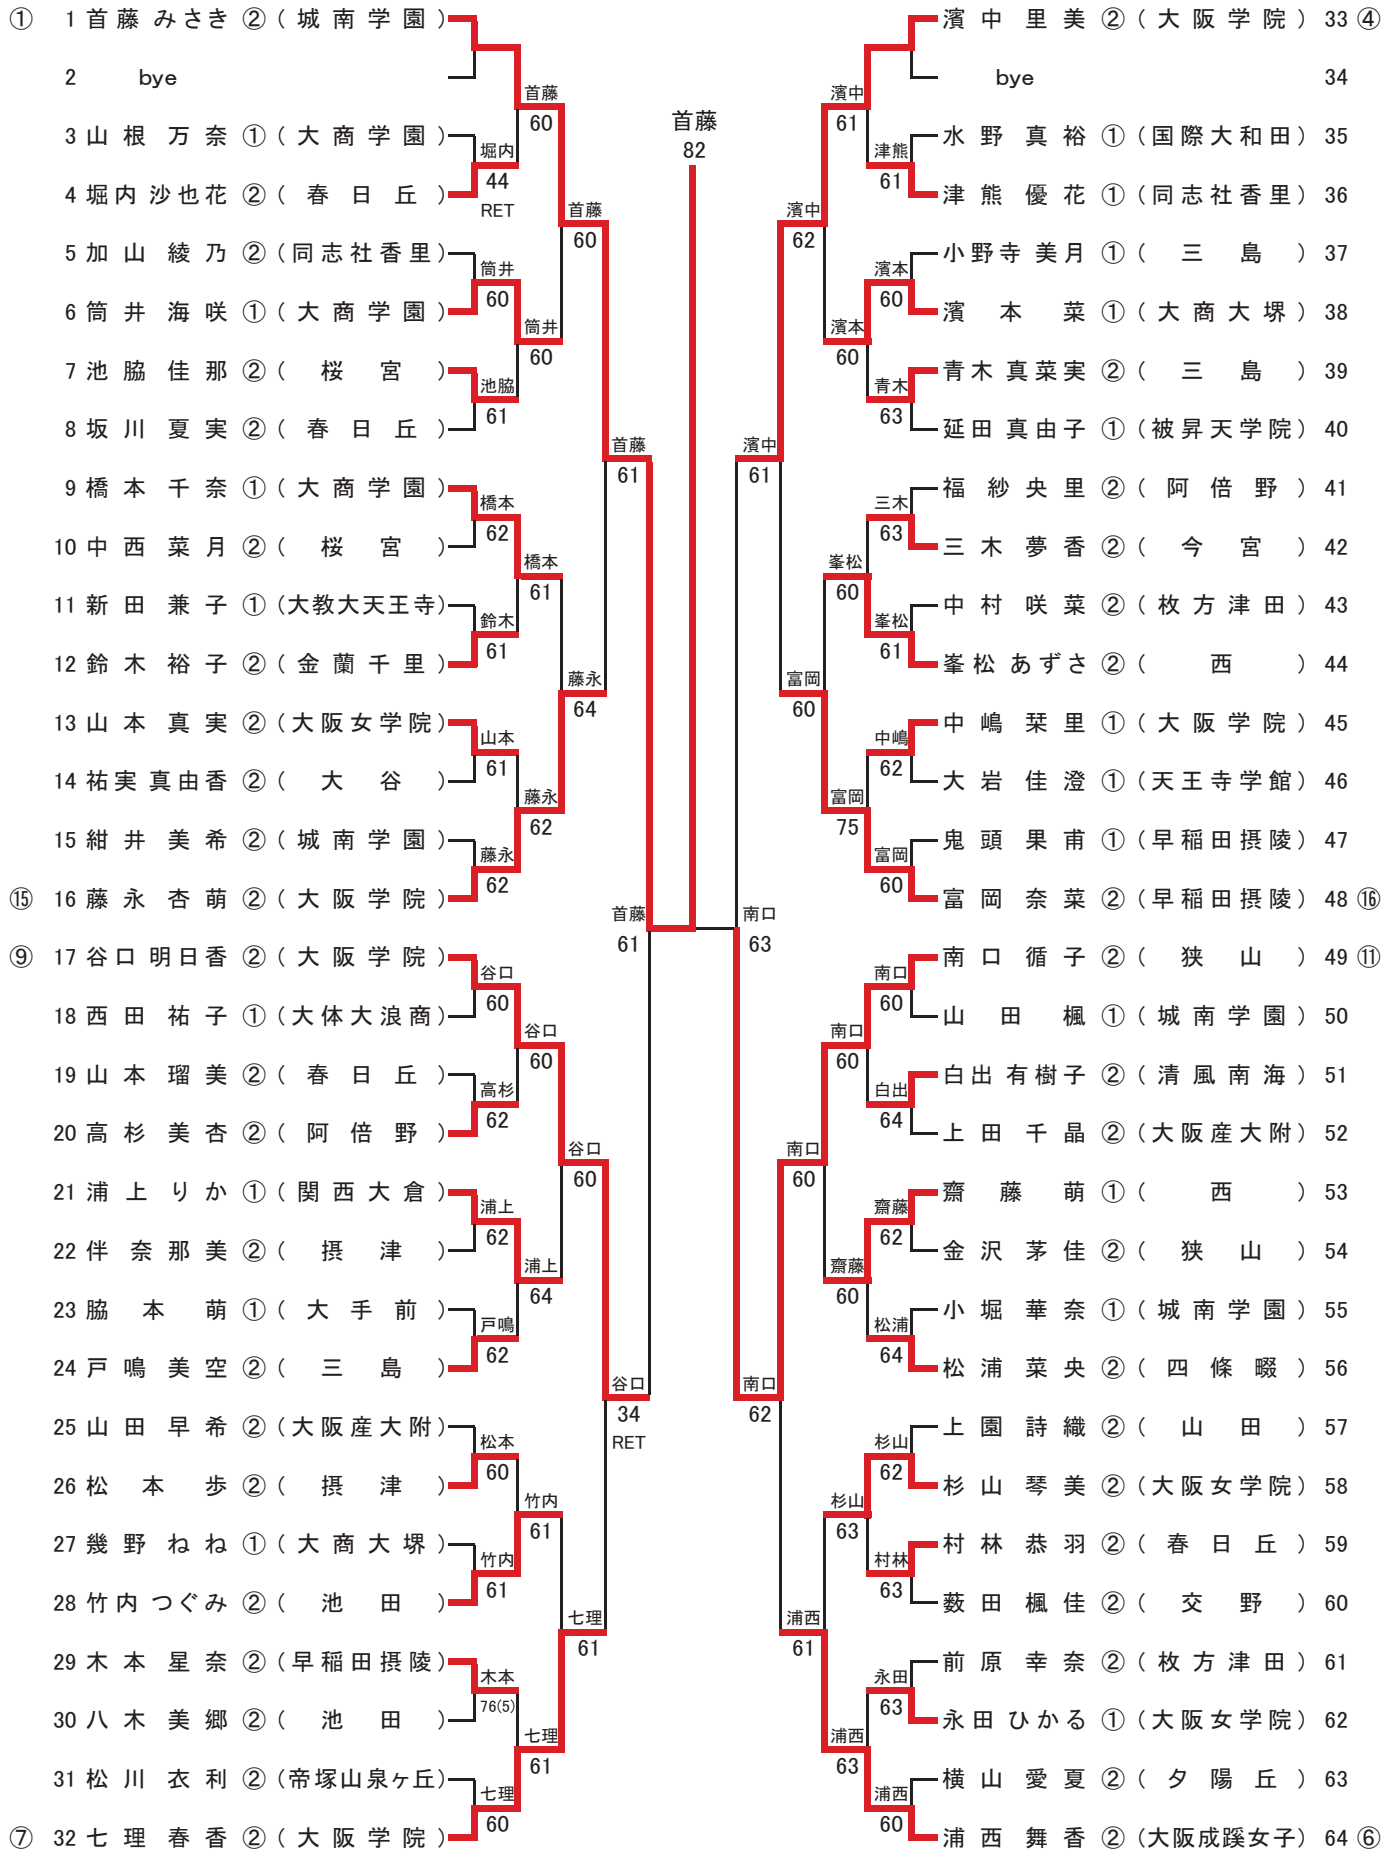 ① 1 首藤 みさき ② (城南学園)
2 bye
3 山根 万奈 ① (大商学園)
4 堀内 沙也花 ② (春日丘)
5 加山 綾乃 ② (同志社香里)
6 筒井 海咲 ① (大商学園)
7 池脇 佳那 ② (桜宮)
8 坂川 夏実 ② (春日丘)
9 橋本 千奈 ① (大商学園)
10 中西 菜月 ② (桜宮)
11 新田 兼子 ① (大教大天王寺)
12 鈴木 裕子 ② (金蘭千里)
13 山本 真実 ② (大阪女学院)
14 祐実 真由香 ② (大谷)
15 紺井 美希 ② (城南学園)
⑮ 16 藤永 杏萌 ② (大阪学院)
⑨ 17 谷口 明日香 ② (大阪学院)
18 西田 祐子 ① (大体大浪商)
19 山本 瑠美 ② (春日丘)
20 高杉 美杏 ② (阿倍野)
21 浦上 りか ① (関西大倉)
22 伴 奈那美 ② (摂津)
23 脇本 萌 ① (大手前)
24 戸鳴 美空 ② (三島)
25 山田 早希 ② (大阪産大附)
26 松本 歩 ② (摂津)
27 幾野 ねね ① (大商大堺)
28 竹内 つぐみ ② (池田)
29 木本 星奈 ② (早稲田摂陵)
30 八木 美郷 ② (池田)
31 松川 衣利 ② (帝塚山泉ヶ丘)
⑦ 32 七理 春香 ② (大阪学院)
堀内
44
RET
筒井
60
池脇
61
橋本
62
鈴木
61
山本
61
藤永
62
谷口
60
高杉
62
浦上
62
戸鳴
62
松本
60
竹内
61
木本
76(5)
七理
60
首藤
60
筒井
60
橋本
61
藤永
62
谷口
60
浦上
64
竹内
61
七理
61
首藤
60
藤永
64
谷口
60
七理
61
首藤
61
谷口
34
RET
首藤
61
首藤
82
南口
63
濱中
61
南口
62
濱中
62
富岡
60
南口
60
浦西
61
濱中
61
濱本
60
峯松
60
富岡
75
南口
60
齋藤
60
杉山
63
浦西
63
津熊
61
濱本
60
青木
63
三木
63
峯松
61
中嶋
62
富岡
60
南口
60
白出
64
齋藤
62
松浦
64
杉山
62
村林
63
永田
63
浦西
60
濱中 里美 ② (大阪学院) 33 ④
bye 34
水野 真裕 ① (国際大和田) 35
津熊 優花 ① (同志社香里) 36
小野寺 美月 ① (三島) 37
濱本 菜 ① (大商大堺) 38
青木 真菜実 ② (三島) 39
延田 真由子 ① (被昇天学院) 40
福 紗央里 ② (阿倍野) 41
三木 夢香 ② (今宮) 42
中村 咲菜 ② (枚方津田) 43
峯松 あずさ ② (西) 44
中嶋 栞里 ① (大阪学院) 45
大岩 佳澄 ① (天王寺学館) 46
鬼頭 果甫 ① (早稲田摂陵) 47
富岡 奈菜 ② (早稲田摂陵) 48 ⑯
南口 循子 ② (狭山) 49 ⑪
山田 楓 ① (城南学園) 50
白出 有樹子 ② (清風南海) 51
上田 千晶 ② (大阪産大附) 52
齋藤 萌 ① (西) 53
金沢 茅佳 ② (狭山) 54
小堀 華奈 ① (城南学園) 55
松浦 菜央 ② (四條畷) 56
上園 詩織 ② (山田) 57
杉山 琴美 ② (大阪女学院) 58
村林 恭羽 ② (春日丘) 59
薮田 楓佳 ② (交野) 60
前原 幸奈 ② (枚方津田) 61
永田 ひかる ① (大阪女学院) 62
横山 愛夏 ② (夕陽丘) 63
浦西 舞香 ② (大阪成蹊女子) 64 ⑥